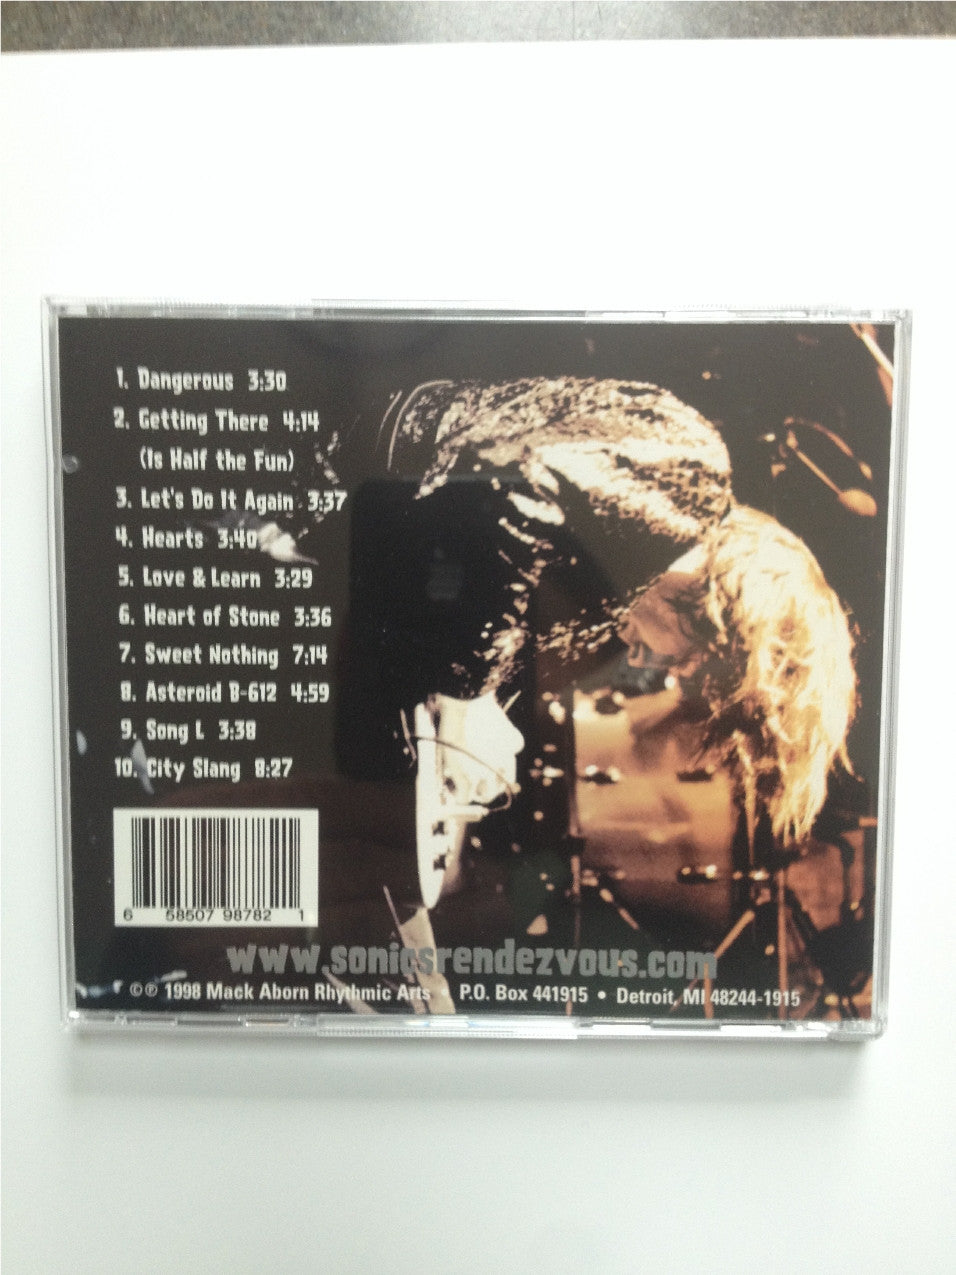 1. Dangerous 3:30
2. Getting There 4:14
(Is Half the Fun)
3. Let's Do It Again 3:37
4. Hearts 3:40
5. Love & Learn 3:29
6. Heart of Stone 3:36
7. Sweet Nothing 7:14
8. Asteroid B-612 4:59
9. Song L 3:38
10. City Slang 8:27
6 58507 98782 1
www.sonicsrendezvous.com
©℗ 1998 Mack Aborn Rhythmic Arts • P.O. Box 441915 • Detroit, MI 48244-1915